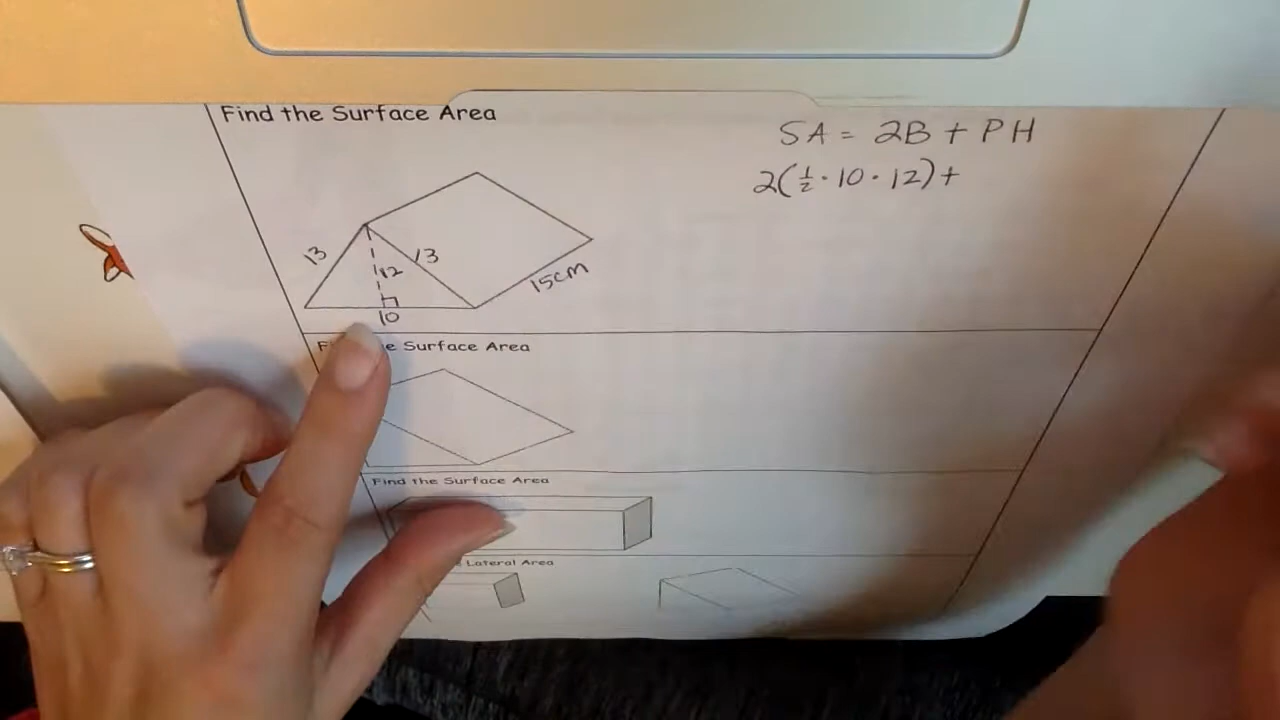 Find the Surface Area
SA = 2B + PH
2(½·10·12)+
13
12
13
10
15cm
e Surface Area
Find the Surface Area
Lateral Area